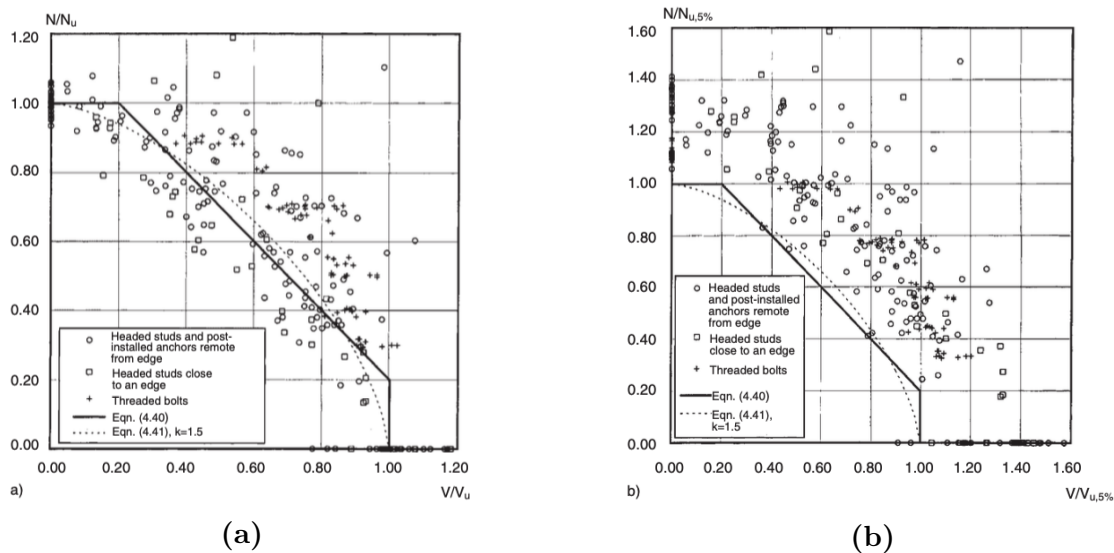 N/Nu
1.20
1.00
0.80
0.60
0.40
0.20
0.00
0.00 0.20 0.40 0.60 0.80 1.00 1.20
V/Vu
Headed studs and post-
installed anchors remote
from edge
Headed studs close
to an edge
Threaded bolts
Eqn. (4.40)
Eqn. (4.41), k=1.5
a)
(a)
N/Nu,5%
1.60
1.40
1.20
1.00
0.80
0.60
0.40
0.20
0.00
0.00 0.20 0.40 0.60 0.80 1.00 1.20 1.40 1.60
V/Vu,5%
Headed studs
and post-installed
anchors remote
from edge
Headed studs
close to an edge
Threaded bolts
Eqn. (4.40)
Eqn. (4.41),
k=1.5
b)
(b)